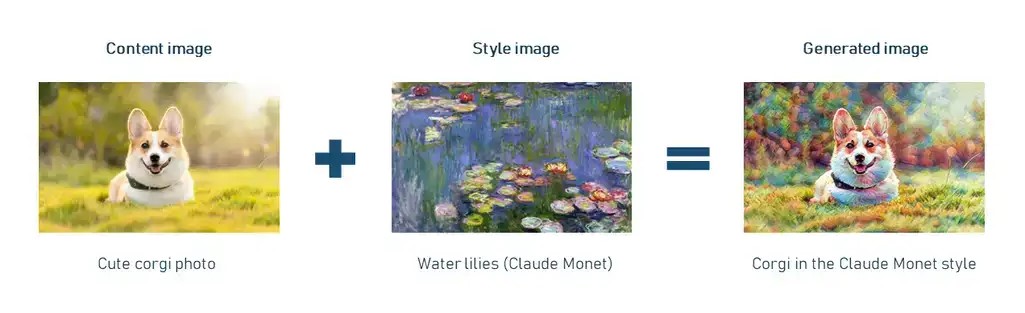 Content image
Style image
Generated image
+
=
Cute corgi photo
Water lilies (Claude Monet)
Corgi in the Claude Monet style